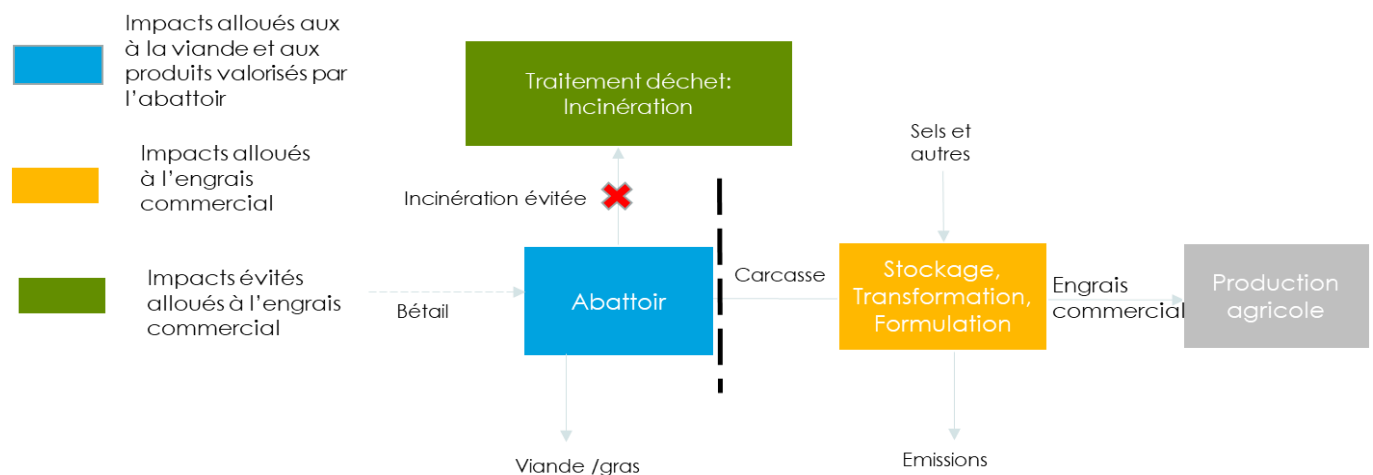 Impacts alloués aux
à la viande et aux
produits valorisés par
l'abattoir
Impacts alloués
à l'engrais
commercial
Impacts évités
alloués à l'engrais
commercial
Traitement déchet:
Incinération
Incinération évitée
Bétail
Abattoir
Viande /gras
Carcasse
Sels et
autres
Stockage,
Transformation,
Formulation
Emissions
Engrais
commercial
Production
agricole